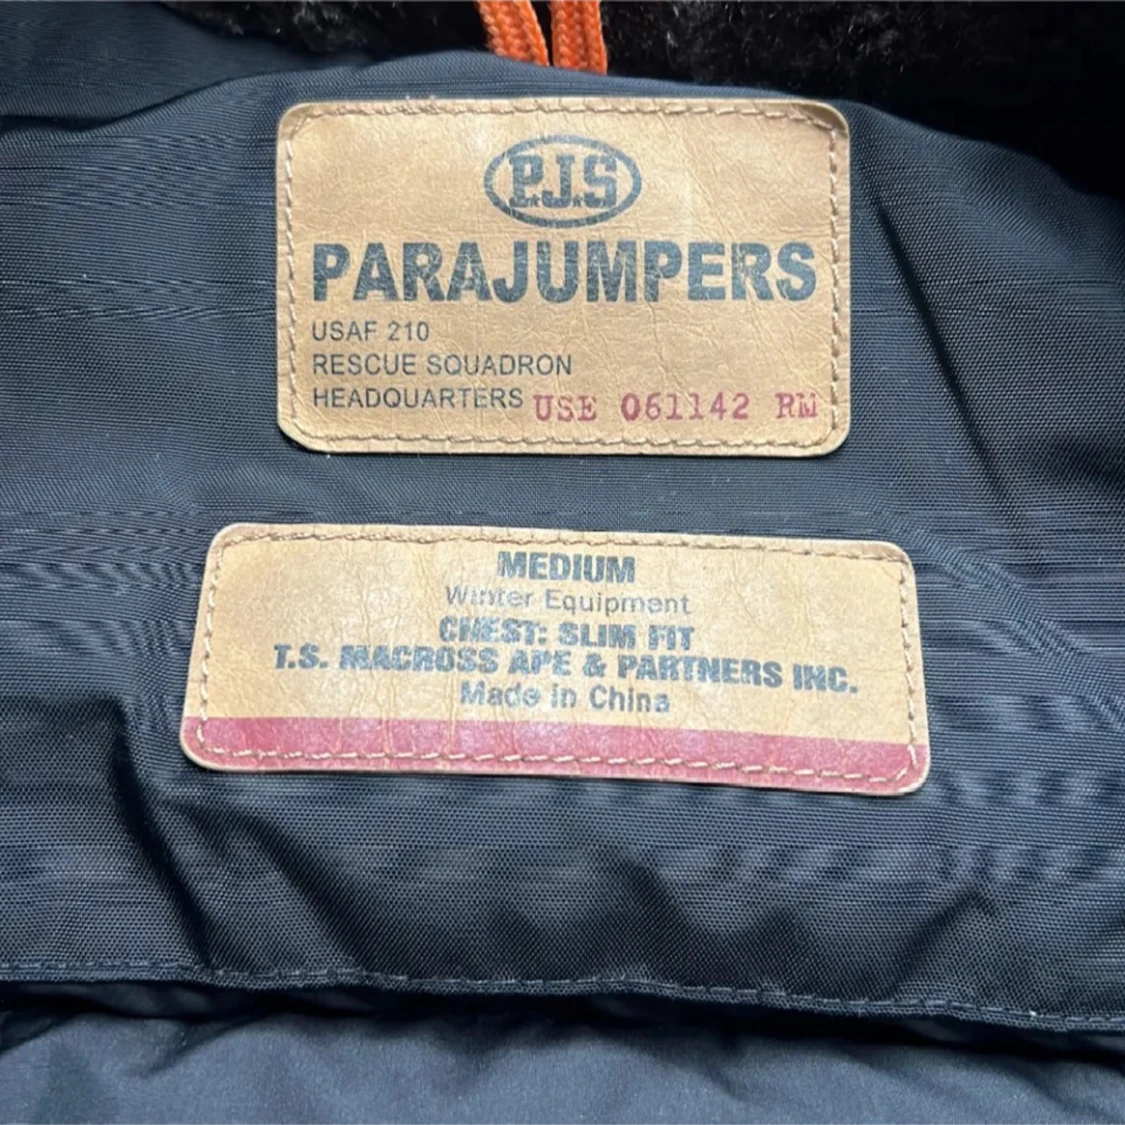 P.J.S
PARAJUMPERS
USAF 210
RESCUE SQUADRON
HEADQUARTERS USE 061142 RM
MEDIUM
Winter Equipment
CHEST: SLIM FIT
T.S. MACROSS APE & PARTNERS INC.
Made in China